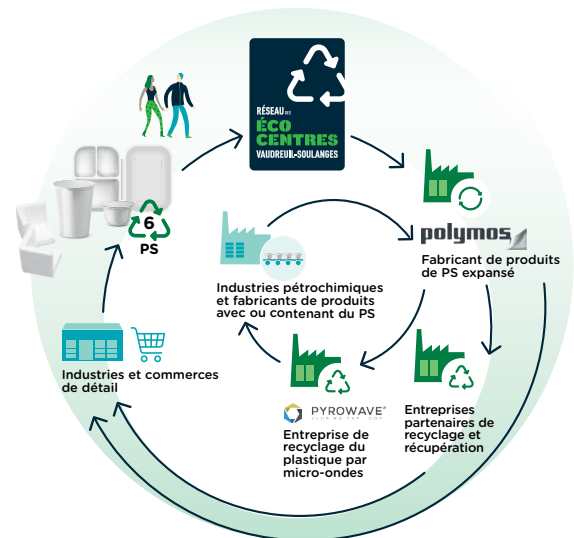 RÉSEAU DES
ÉCO
CENTRES
VAUDREUIL-SOULANGES
6
PS
polymos
Fabricant de produits
de PS expansé
Industries pétrochimiques
et fabricants de produits
avec ou contenant du PS
Industries et commerces
de détail
PYROWAVE
Entreprise de
recyclage du
plastique par
micro-ondes
Entreprises
partenaires de
recyclage et
récupération